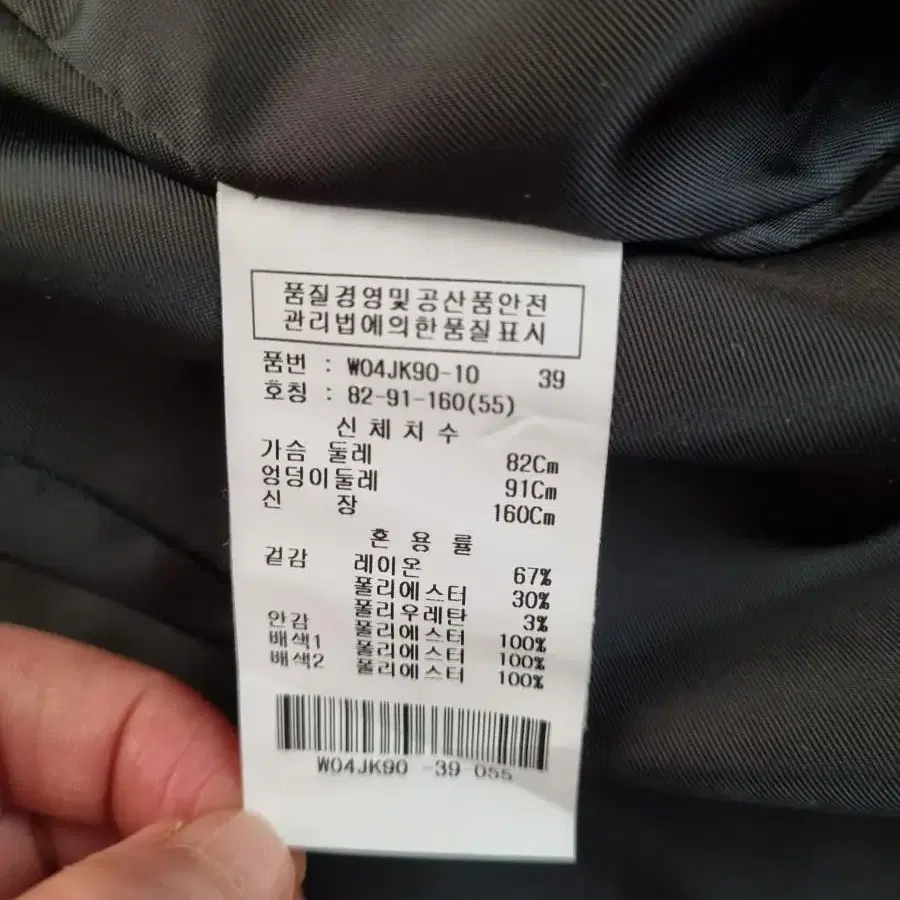 품질경영및공산품안전
관리법에의한품질표시
품번 : W04JK90-10 39
호칭 : 82-91-160(55)
신 체 치 수
가슴 둘레 82Cm
엉덩이둘레 91Cm
신 장 160Cm
혼 용 률
겉감 레이온 67%
폴리에스터 30%
폴리우레탄 3%
안감 폴리에스터 100%
배색1 폴리에스터 100%
배색2 폴리에스터 100%
W04JK90 -39 055